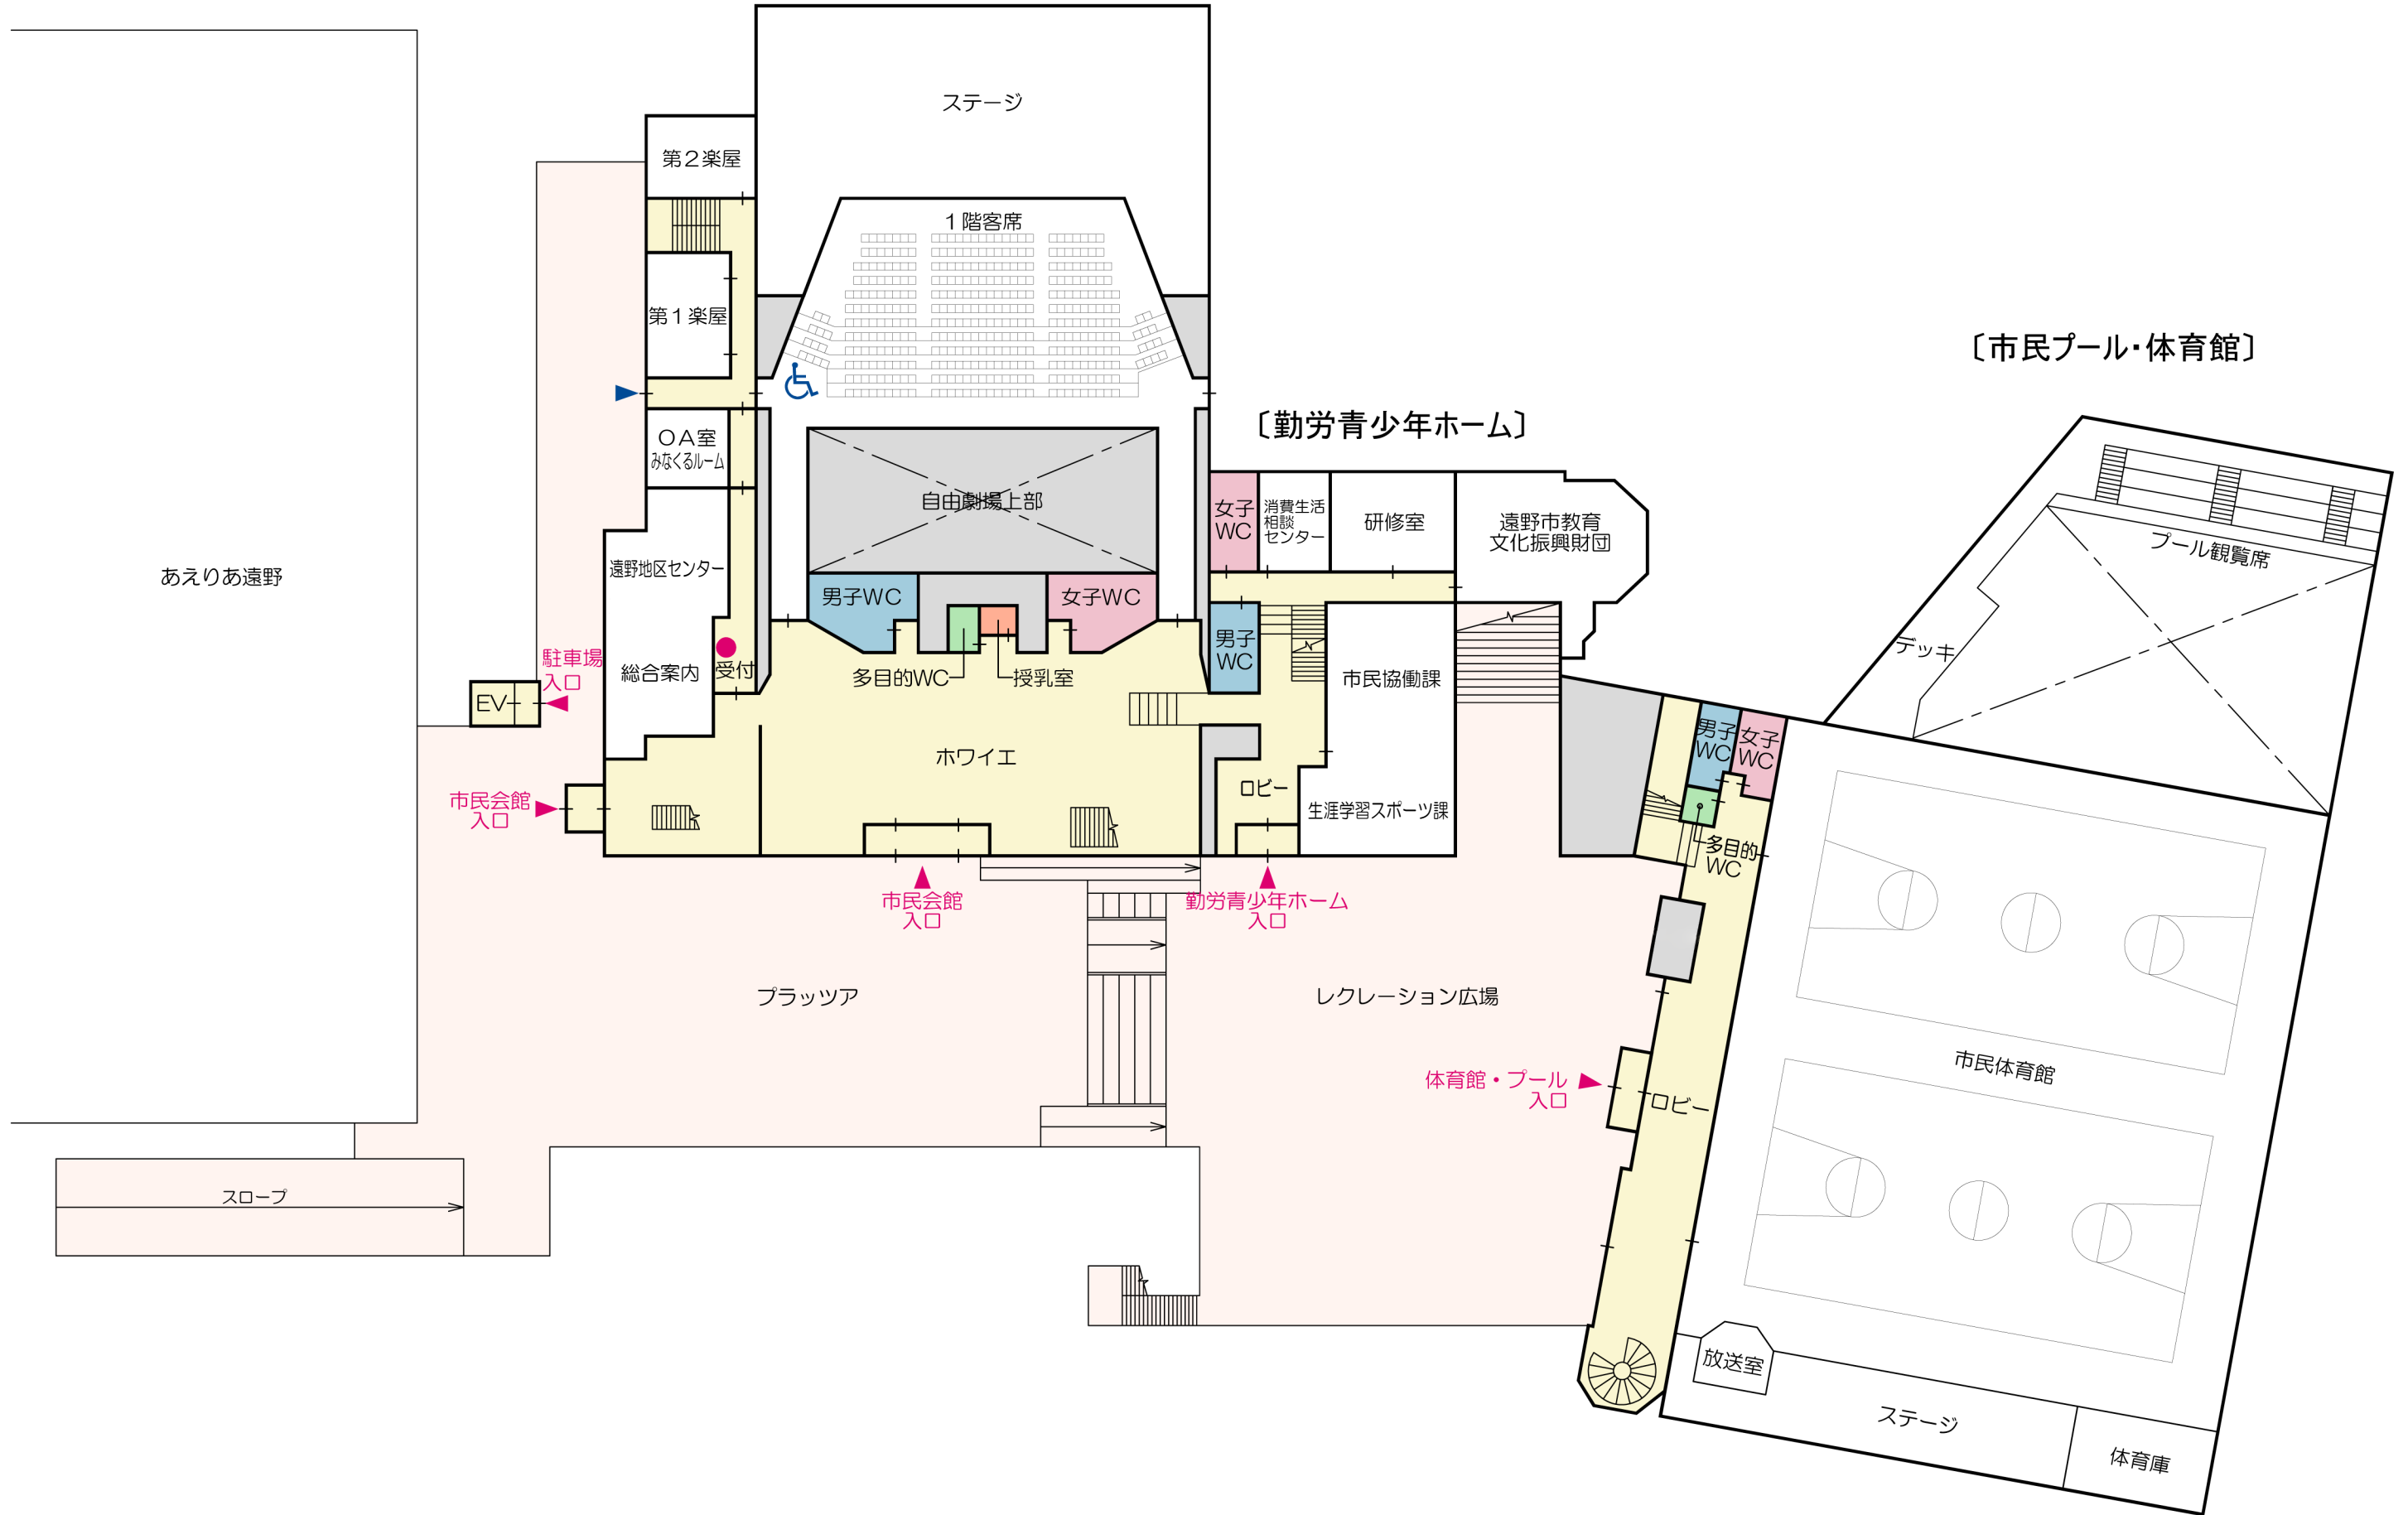 ステージ
第２楽屋
１階客席
第１楽屋
〔市民プール・体育館〕
〔勤労青少年ホーム〕
ＯＡ室
みなくるルーム
自由劇場上部
女子
WC
消費生活
相談
センター
研修室
遠野市教育
文化振興財団
プール観覧席
デッキ
あえりあ遠野
遠野地区センター
男子WC
女子WC
男子
WC
駐車場
入口
総合案内
受付
多目的WC
授乳室
市民協働課
EV
男子
WC
女子
WC
ホワイエ
市民会館
入口
ロビー
生涯学習スポーツ課
多目的
WC
市民会館
入口
勤労青少年ホーム
入口
プラッツア
レクレーション広場
体育館・プール
入口
ロビー
市民体育館
スロープ
放送室
ステージ
体育庫